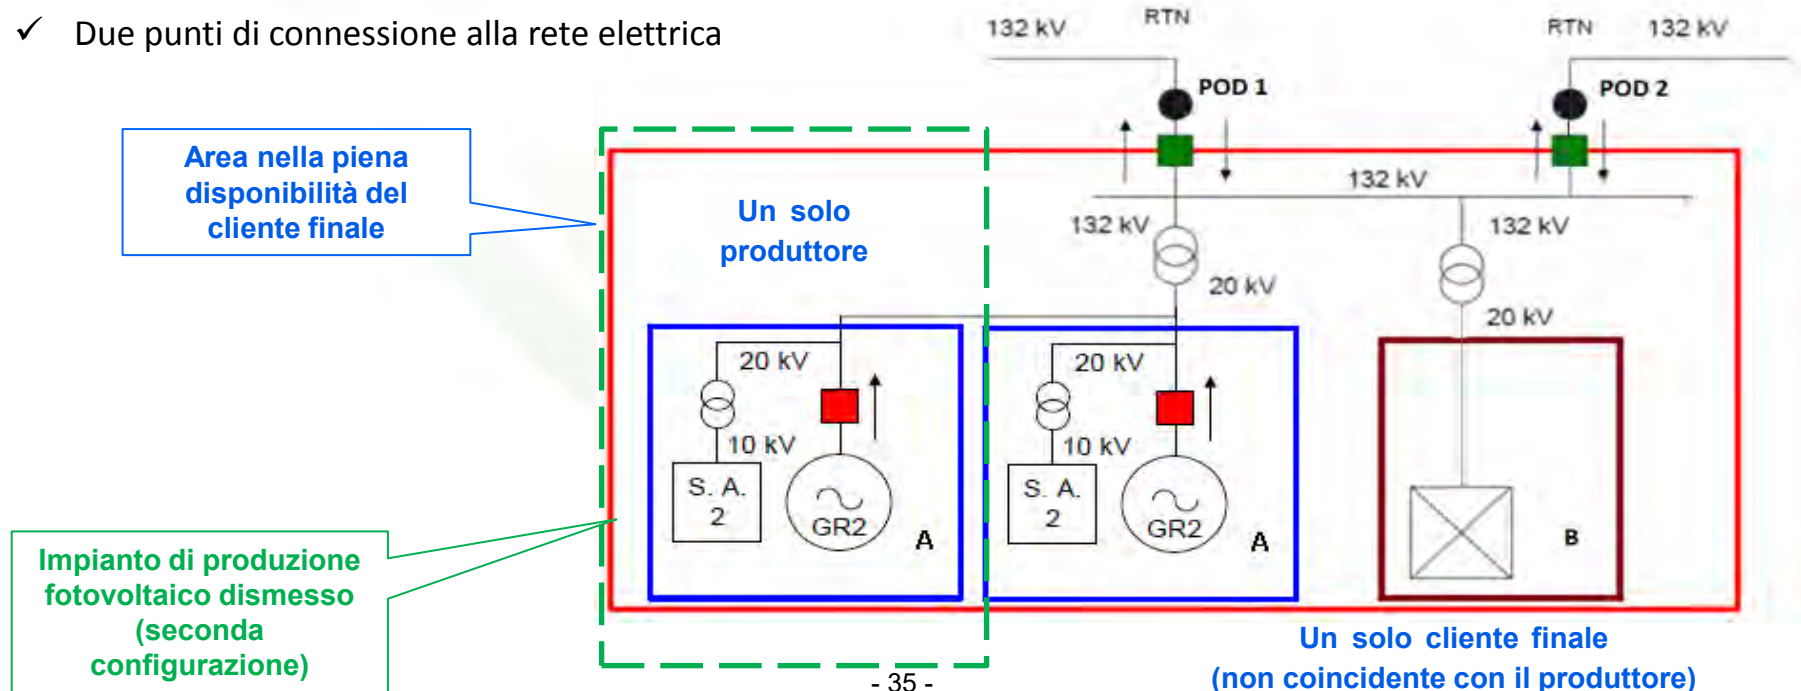 ✓ Due punti di connessione alla rete elettrica
132 kV
RTN
RTN
132 kV
POD 1
POD 2
Area nella piena
disponibilità del
cliente finale
Un solo
produttore
132 kV
132 kV
132 kV
20 kV
20 kV
20 kV
10 kV
S. A.
2
GR2
A
20 kV
10 kV
S. A.
2
GR2
A
B
Impianto di produzione
fotovoltaico dismesso
(seconda
configurazione)
Un solo cliente finale
(non coincidente con il produttore)
- 35 -